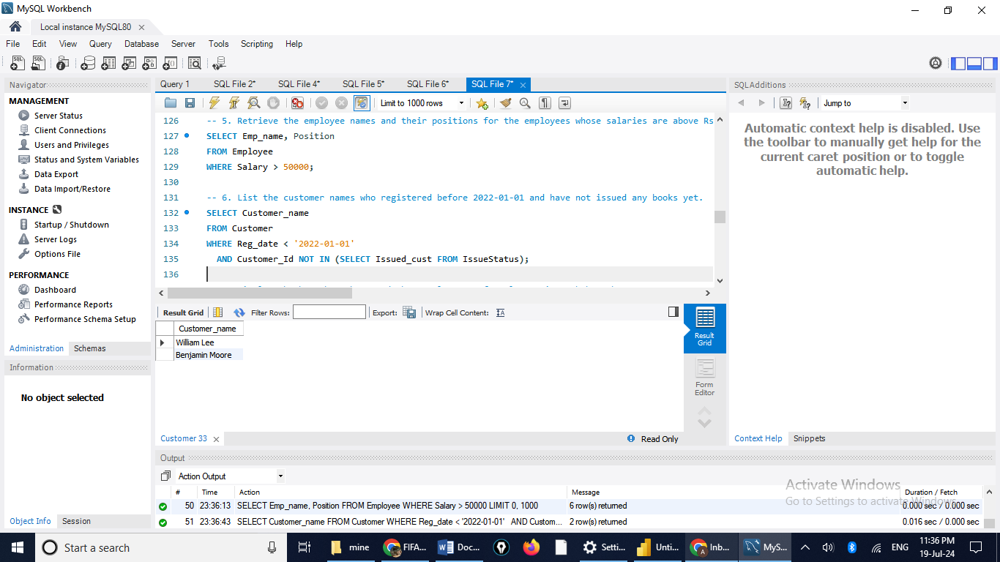 MySQL Workbench
Local instance MySQL80
File Edit View Query Database Server Tools Scripting Help
Navigator
MANAGEMENT
Server Status
Client Connections
Users and Privileges
Status and System Variables
Data Export
Data Import/Restore
INSTANCE
Startup / Shutdown
Server Logs
Options File
PERFORMANCE
Dashboard
Performance Reports
Performance Schema Setup
Administration Schemas
Information
No object selected
Object Info Session
Query 1 SQL File 2* SQL File 4* SQL File 5* SQL File 6* SQL File 7*
Limit to 1000 rows
126 -- 5. Retrieve the employee names and their positions for the employees whose salaries are above Rs
127 SELECT Emp_name, Position
128 FROM Employee
129 WHERE Salary > 50000;
130
131 -- 6. List the customer names who registered before 2022-01-01 and have not issued any books yet.
132 SELECT Customer_name
133 FROM Customer
134 WHERE Reg_date < '2022-01-01'
135 AND Customer_Id NOT IN (SELECT Issued_cust FROM IssueStatus);
136
Result Grid Filter Rows: Export: Wrap Cell Content:
Customer_name
William Lee
Benjamin Moore
Result
Grid
Form
Editor
Customer 33 Read Only
SQLAdditions
Jump to
Automatic context help is disabled. Use
the toolbar to manually get help for the
current caret position or to toggle
automatic help.
Context Help Snippets
Output
Action Output
# Time Action Message Duration / Fetch
50 23:36:13 SELECT Emp_name, Position FROM Employee WHERE Salary > 50000 LIMIT 0, 1000 6 row(s) returned 0.000 sec / 0.000 sec
51 23:36:43 SELECT Customer_name FROM Customer WHERE Reg_date < '2022-01-01' AND Custom... 2 row(s) returned 0.016 sec / 0.000 sec
Activate Windows
Go to Settings to activate Windows.
Start a search
mine
FIFA...
Doc...
Setti...
Unti...
Inb...
MyS...
ENG
11:36 PM
19-Jul-24